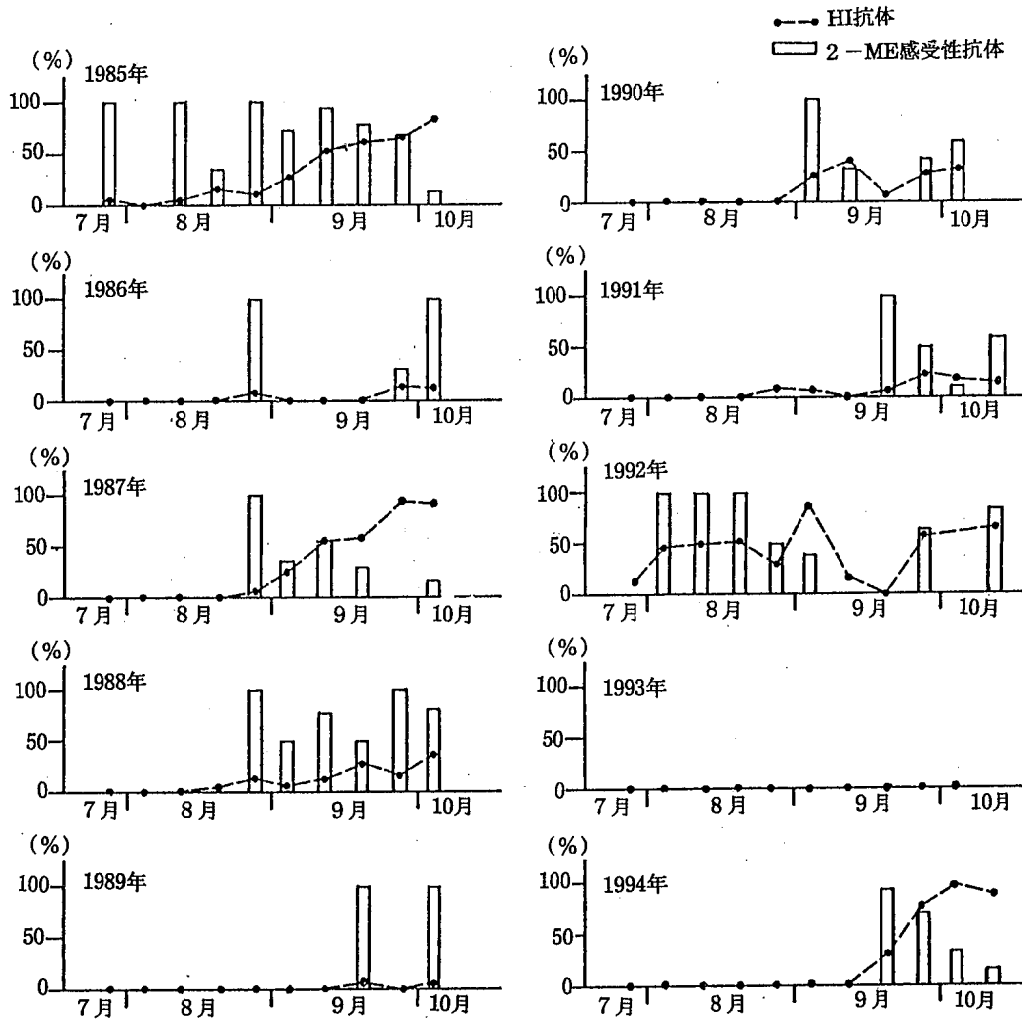 HI抗体
2－ME感受性抗体
(%)
1985年
100
50
0
7月
8月
9月
10月
(%)
1986年
100
50
0
7月
8月
9月
10月
(%)
1987年
100
50
0
7月
8月
9月
10月
(%)
1988年
100
50
0
7月
8月
9月
10月
(%)
1989年
100
50
0
7月
8月
9月
10月
(%)
1990年
100
50
0
7月
8月
9月
10月
(%)
1991年
100
50
0
7月
8月
9月
10月
(%)
1992年
100
50
0
7月
8月
9月
10月
(%)
1993年
100
50
0
7月
8月
9月
10月
(%)
1994年
100
50
0
7月
8月
9月
10月